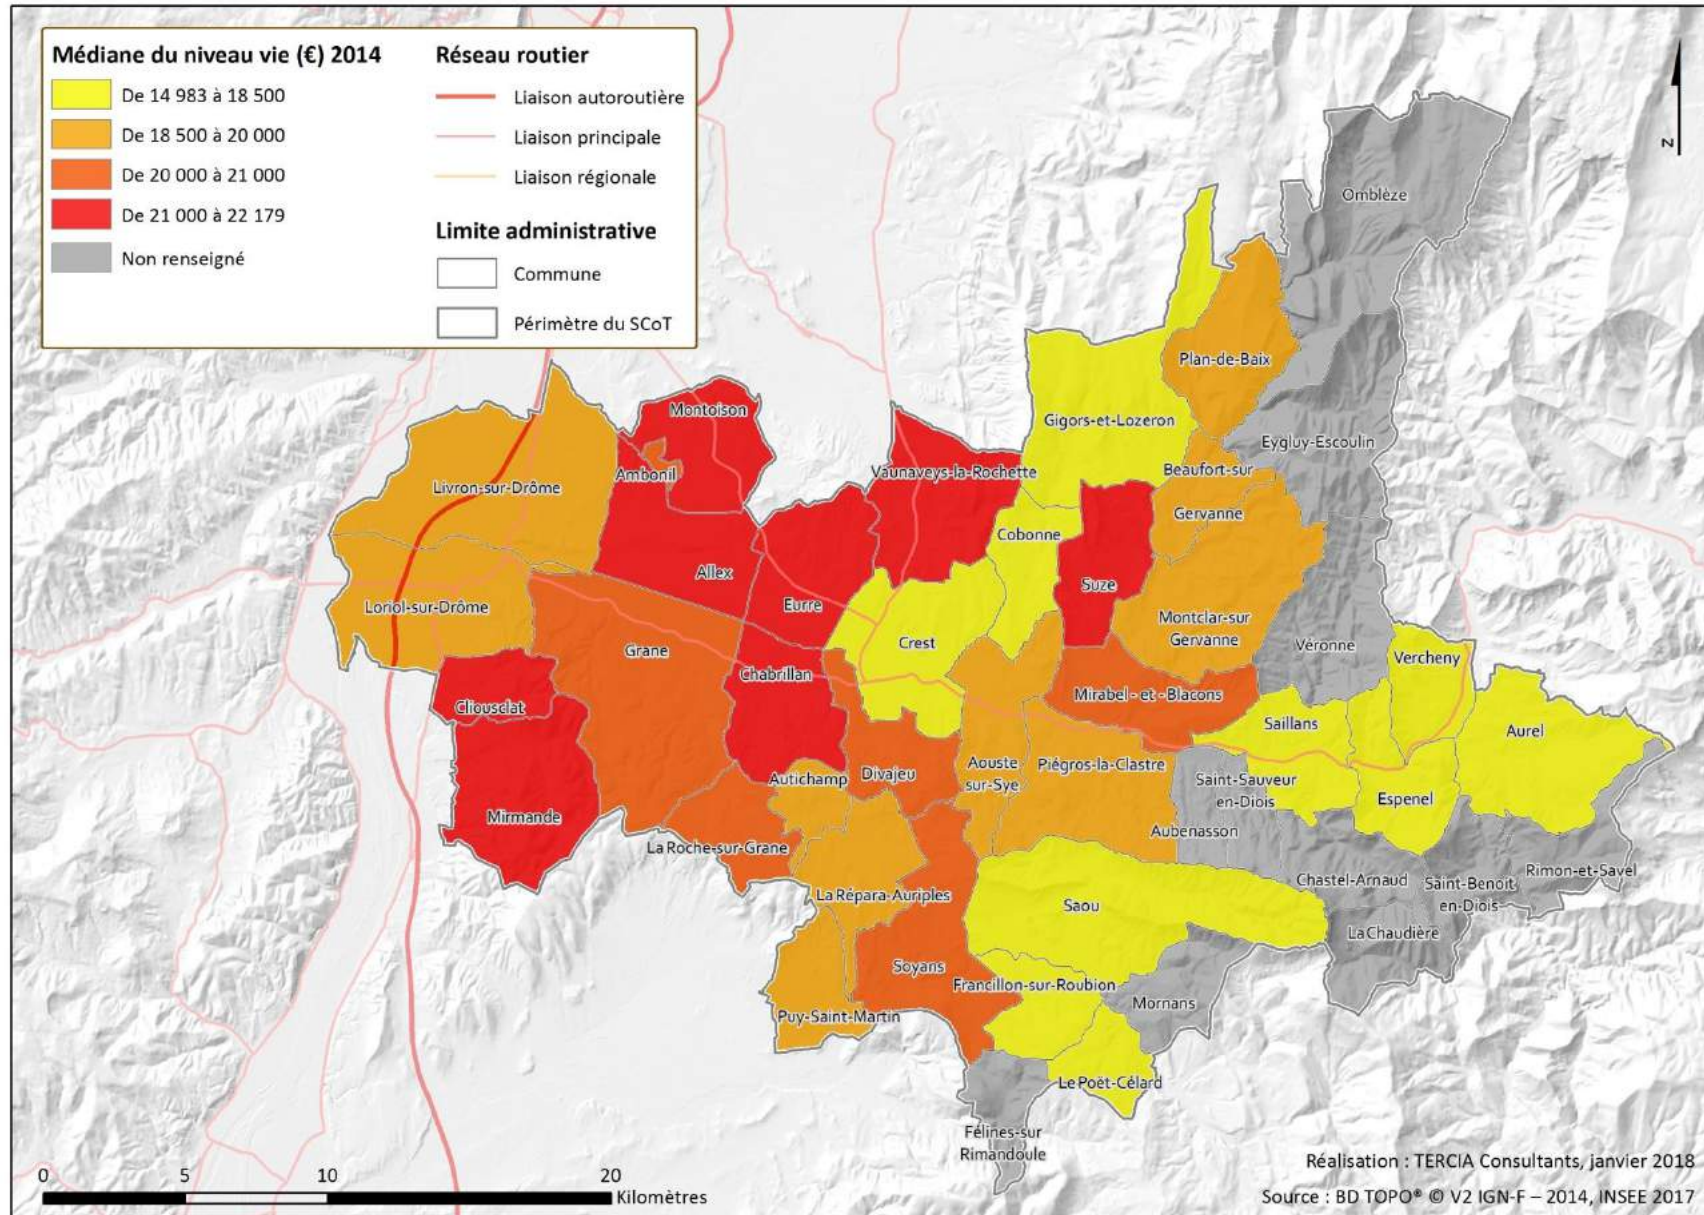 Médiane du niveau vie (€) 2014
De 14 983 à 18 500
De 18 500 à 20 000
De 20 000 à 21 000
De 21 000 à 22 179
Non renseigné
Réseau routier
Liaison autoroutière
Liaison principale
Liaison régionale
Limite administrative
Commune
Périmètre du SCoT
N
Omblèze
Plan-de-Baix
Montoison
Gigors-et-Lozeron
Eygluy-Escoulin
Vaunaveys-la-Rochette
Beaufort-sur
Gervanne
Ambonil
Livron-sur-Drôme
Cobonne
Allex
Suze
Eurre
Loriol-sur-Drôme
Montclar-sur
Gervanne
Crest
Véronne
Grane
Vercheny
Chabrillan
Mirabel - et -Blacons
Cliousclat
Saillans
Aurel
Autichamp
Divajeu
Aouste
sur-Sye
Piégros-la-Clastre
Saint-Sauveur
en-Diois
Espenel
Mirmande
Aubenasson
La Roche-sur-Grane
Rimon-et-Savel
Chastel-Arnaud
Saint-Benoit
en-Diois
La Répara-Auriples
Saou
La Chaudière
Soyans
Francillon-sur-Roubion
Mornans
Puy-Saint-Martin
Le Poët-Célard
Félines-sur
Rimandoule
0 5 10 20
Kilomètres
Réalisation : TERCIA Consultants, janvier 2018
Source : BD TOPO® © V2 IGN-F – 2014, INSEE 2017